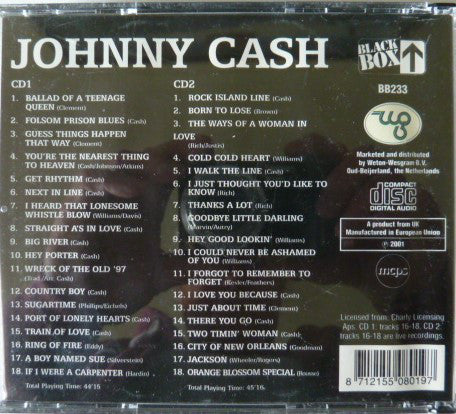 JOHNNY CASH
BLACK BOX
BB233
CD1
1. BALLAD OF A TEENAGE
QUEEN (Clement)
2. FOLSOM PRISON BLUES (Cash)
3. GUESS THINGS HAPPEN
THAT WAY (Clement)
4. YOU'RE THE NEAREST THING
TO HEAVEN (Cash/Johnson/Atkins)
5. GET RHYTHM (Cash)
6. NEXT IN LINE (Cash)
7. I HEARD THAT LONESOME
WHISTLE BLOW (Williams/Davis)
8. STRAIGHT A'S IN LOVE (Cash)
9. BIG RIVER (Cash)
10. HEY PORTER (Cash)
11. WRECK OF THE OLD '97
(Trad./Arr. Cash)
12. COUNTRY BOY (Cash)
13. SUGARTIME (Phillips/Echols)
14. PORT OF LONELY HEARTS (Cash)
15. TRAIN OF LOVE (Cash)
16. RING OF FIRE (Eddy)
17. A BOY NAMED SUE (Silverstein)
18. IF I WERE A CARPENTER (Hardin)
Total Playing Time: 44'15
CD2
1. ROCK ISLAND LINE (Cash)
2. BORN TO LOSE (Brown)
3. THE WAYS OF A WOMAN IN
LOVE
(Rich/Justis)
4. COLD COLD HEART (Williams)
5. I WALK THE LINE (Cash)
6. I JUST THOUGHT YOU'D LIKE TO
KNOW (Rich)
7. THANKS A LOT (Rich)
8. GOODBYE LITTLE DARLING
(Marvin/Autry)
9. HEY GOOD LOOKIN' (Williams)
10. I COULD NEVER BE ASHAMED
OF YOU (Williams)
11. I FORGOT TO REMEMBER TO
FORGET (Kesler/Feathers)
12. I LOVE YOU BECAUSE (Cash)
13. JUST ABOUT TIME (Clement)
14. THERE YOU GO (Cash)
15. TWO TIMIN' WOMAN (Cash)
16. CITY OF NEW ORLEANS (Goodman)
17. JACKSON (Wheeler/Rogers)
18. ORANGE BLOSSOM SPECIAL (Rouse)
Total Playing Time: 45'16
Marketed and distributed
by Weton-Wesgram B.V.
Oud-Beijerland, the Netherlands
COMPACT
disc
DIGITAL AUDIO
A product from UK
Manufactured in European Union
℗ 2001
mcps
Licensed from: Charly Licensing
Aps. CD 1: tracks 16-18. CD 2:
tracks 16-18 are live recordings.
8 712155 080197